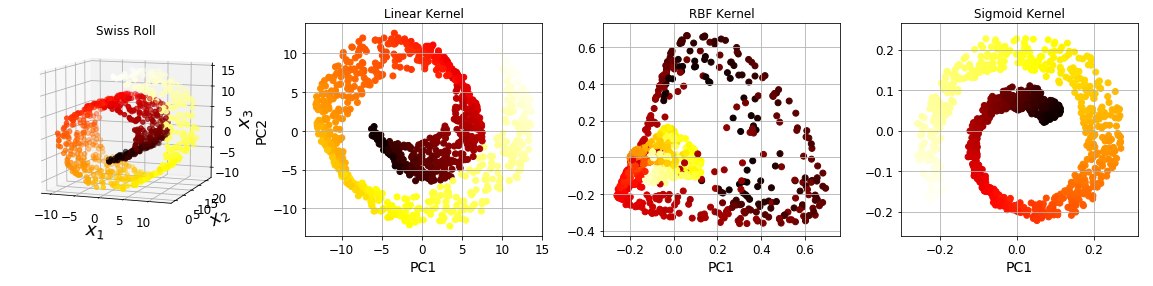 Swiss Roll
15
10
5
0
−5
−10
x3
−10 −5 0 5 10
x1
0 5 10 15 20
x2
Linear Kernel
10
5
0
−5
−10
PC2
−10 −5 0 5 10 15
PC1
RBF Kernel
0.6
0.4
0.2
0.0
−0.2
−0.4
−0.2 0.0 0.2 0.4 0.6
PC1
Sigmoid Kernel
0.2
0.1
0.0
−0.1
−0.2
−0.2 0.0 0.2
PC1